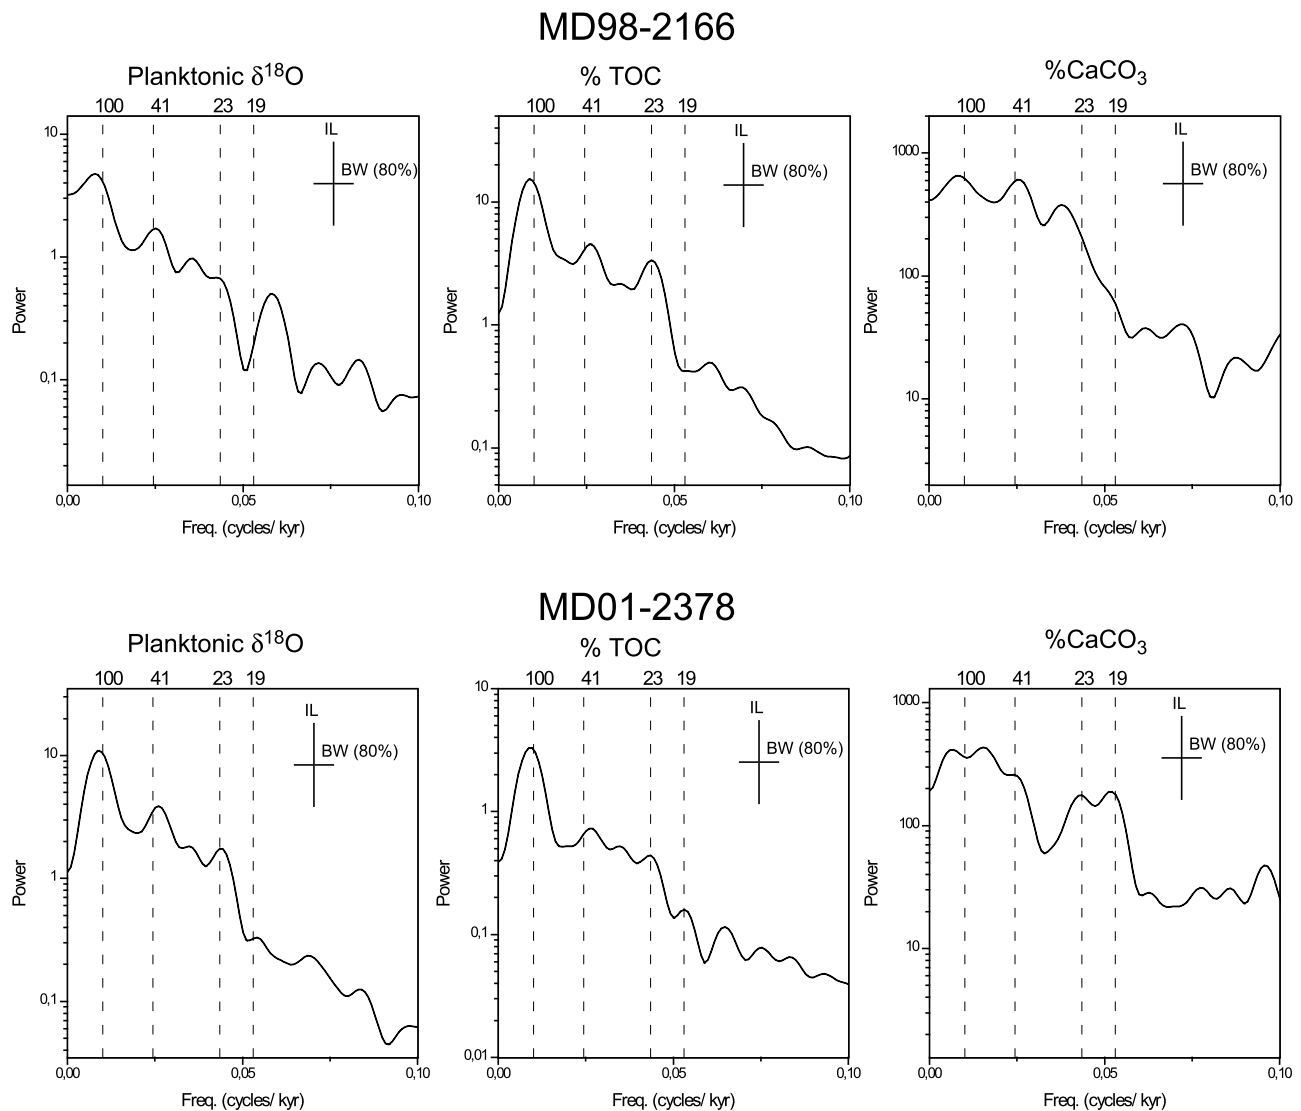 MD98-2166
Planktonic δ18O
% TOC
%CaCO3
100 41 23 19
100 41 23 19
100 41 23 19
10
1
0,1
Power
IL
BW (80%)
0,00 0,05 0,10
Freq. (cycles/ kyr)
10
1
0,1
Power
IL
BW (80%)
0,00 0,05 0,10
Freq. (cycles/ kyr)
1000
100
10
Power
IL
BW (80%)
0,00 0,05 0,10
Freq. (cycles/ kyr)
MD01-2378
Planktonic δ18O
% TOC
%CaCO3
100 41 23 19
100 41 23 19
100 41 23 19
10
1
0,1
Power
IL
BW (80%)
0,00 0,05 0,10
Freq. (cycles/ kyr)
10
1
0,1
0,01
Power
IL
BW (80%)
0,00 0,05 0,10
Freq. (cycles/ kyr)
1000
100
10
Power
IL
BW (80%)
0,00 0,05 0,10
Freq. (cycles/ kyr)